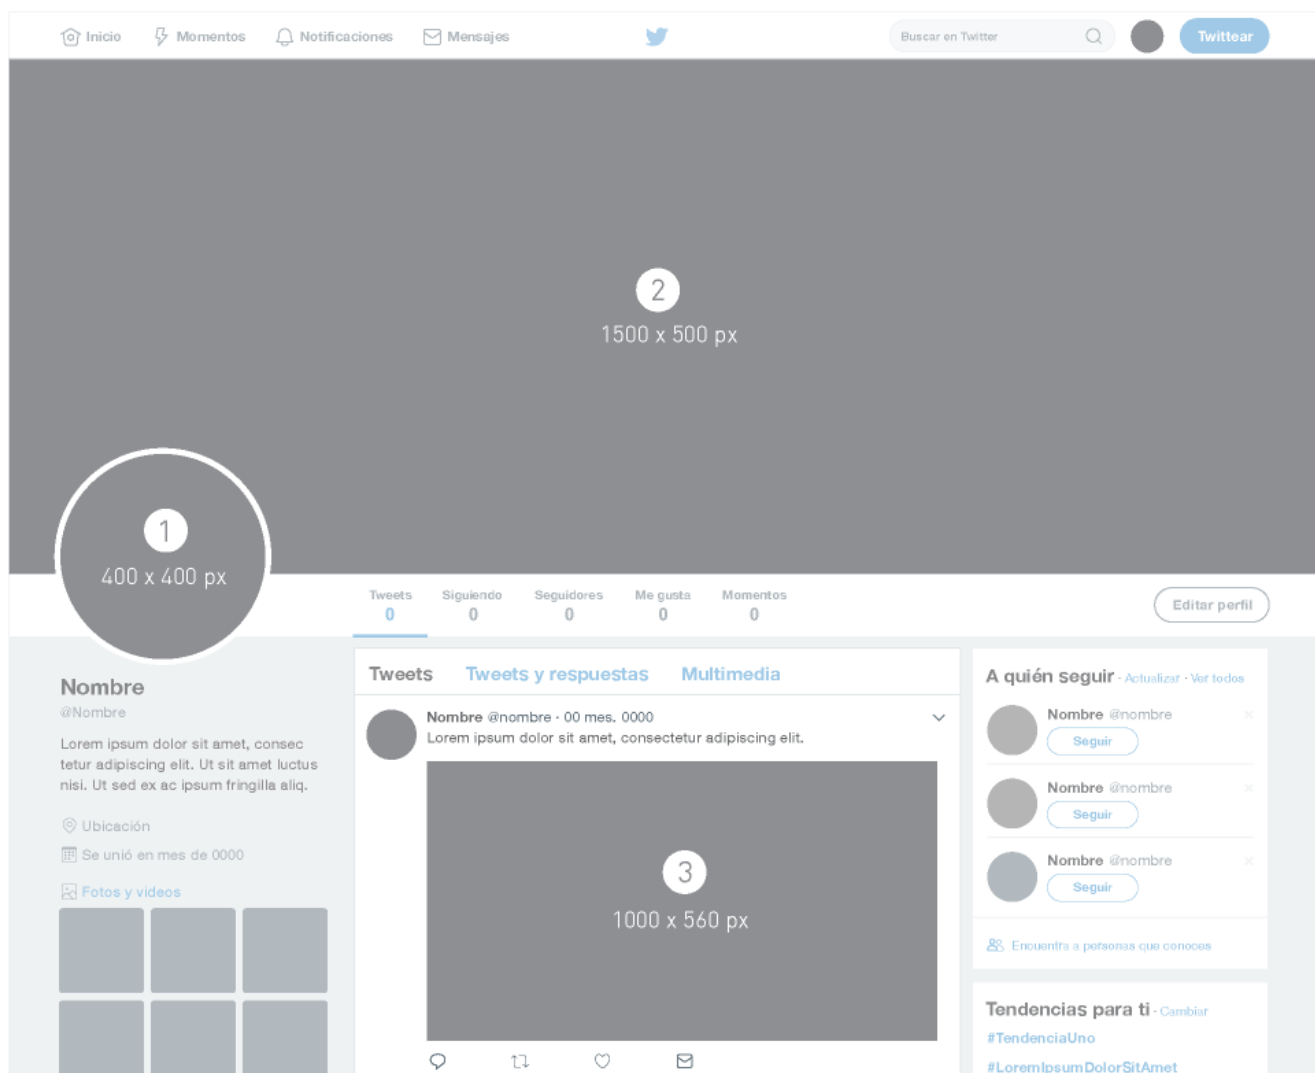 Inicio Momentos Notificaciones Mensajes Buscar en Twitter Twittear
2
1500 x 500 px
1
400 x 400 px
Tweets Siguiendo Seguidores Me gusta Momentos
0 0 0 0 0
Editar perfil
Nombre
@Nombre
Lorem ipsum dolor sit amet, consec
tetur adipiscing elit. Ut sit amet luctus
nisi. Ut sed ex ac ipsum fringilla aliq.
Ubicación
Se unió en mes de 0000
Fotos y videos
Tweets Tweets y respuestas Multimedia
Nombre @nombre · 00 mes. 0000
Lorem ipsum dolor sit amet, consectetur adipiscing elit.
3
1000 x 560 px
A quién seguir · Actualizar · Ver todos
Nombre @nombre
Seguir
Nombre @nombre
Seguir
Nombre @nombre
Seguir
Encuentra a personas que conoces
Tendencias para ti · Cambiar
#TendenciaUno
#LoremIpsumDolorSitAmet